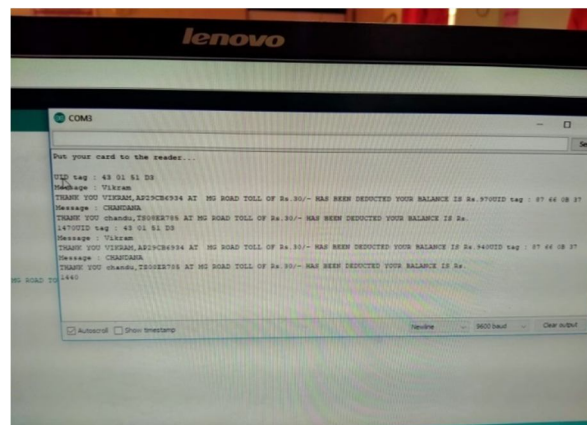 lenovo
COM3
Put your card to the reader...
UID tag : 43 01 51 D3
Message : Vikram
THANK YOU VIKRAM,AP29CB6934 AT MG ROAD TOLL OF Rs.30/- HAS BEEN DEDUCTED YOUR BALANCE IS Rs.970UID tag : 87 66 0B 37
Message : CHANDANA
THANK YOU chandu,TS08ER785 AT MG ROAD TOLL OF Rs.30/- HAS BEEN DEDUCTED YOUR BALANCE IS Rs.
1470UID tag : 43 01 51 D3
Message : Vikram
THANK YOU VIKRAM,AP29CB6934 AT MG ROAD TOLL OF Rs.30/- HAS BEEN DEDUCTED YOUR BALANCE IS Rs.940UID tag : 87 66 0B 37
Message : CHANDANA
THANK YOU chandu,TS08ER785 AT MG ROAD TOLL OF Rs.30/- HAS BEEN DEDUCTED YOUR BALANCE IS Rs.
MG ROAD TO 1440
Autoscroll Show timestamp Newline 9600 baud Clear output